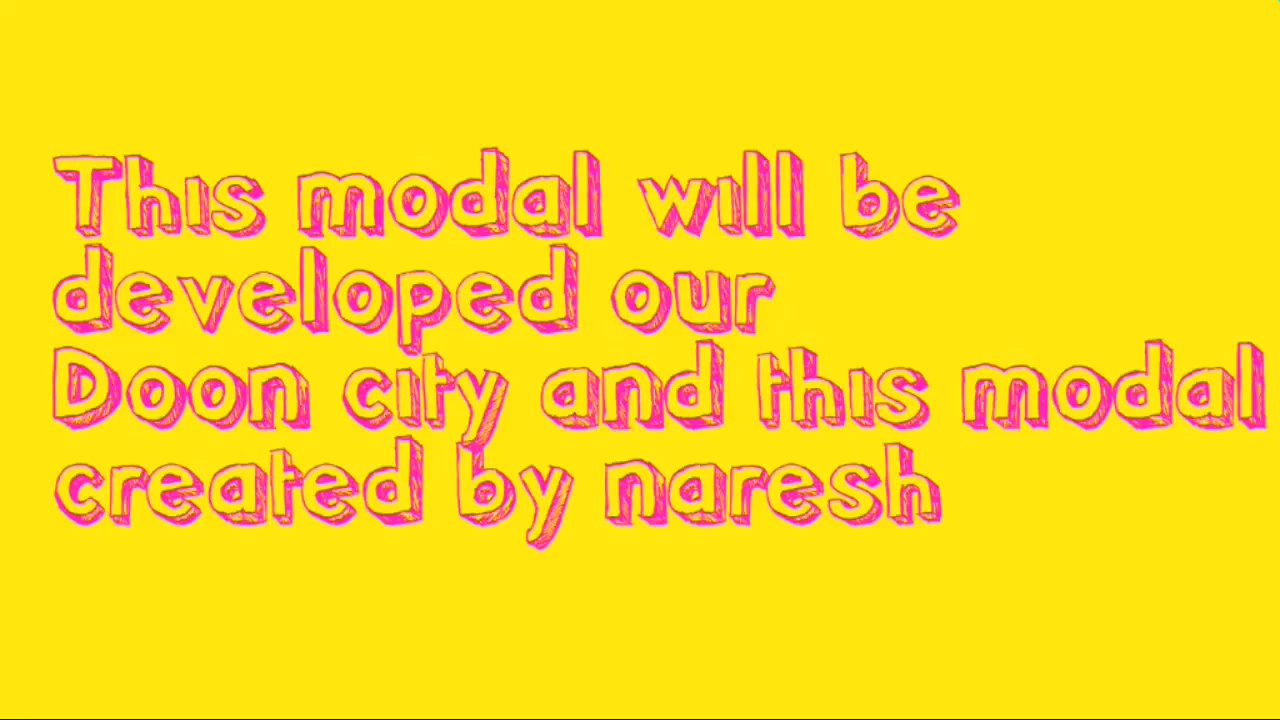 This modal will be
developed our
Doon city and this modal
created by naresh